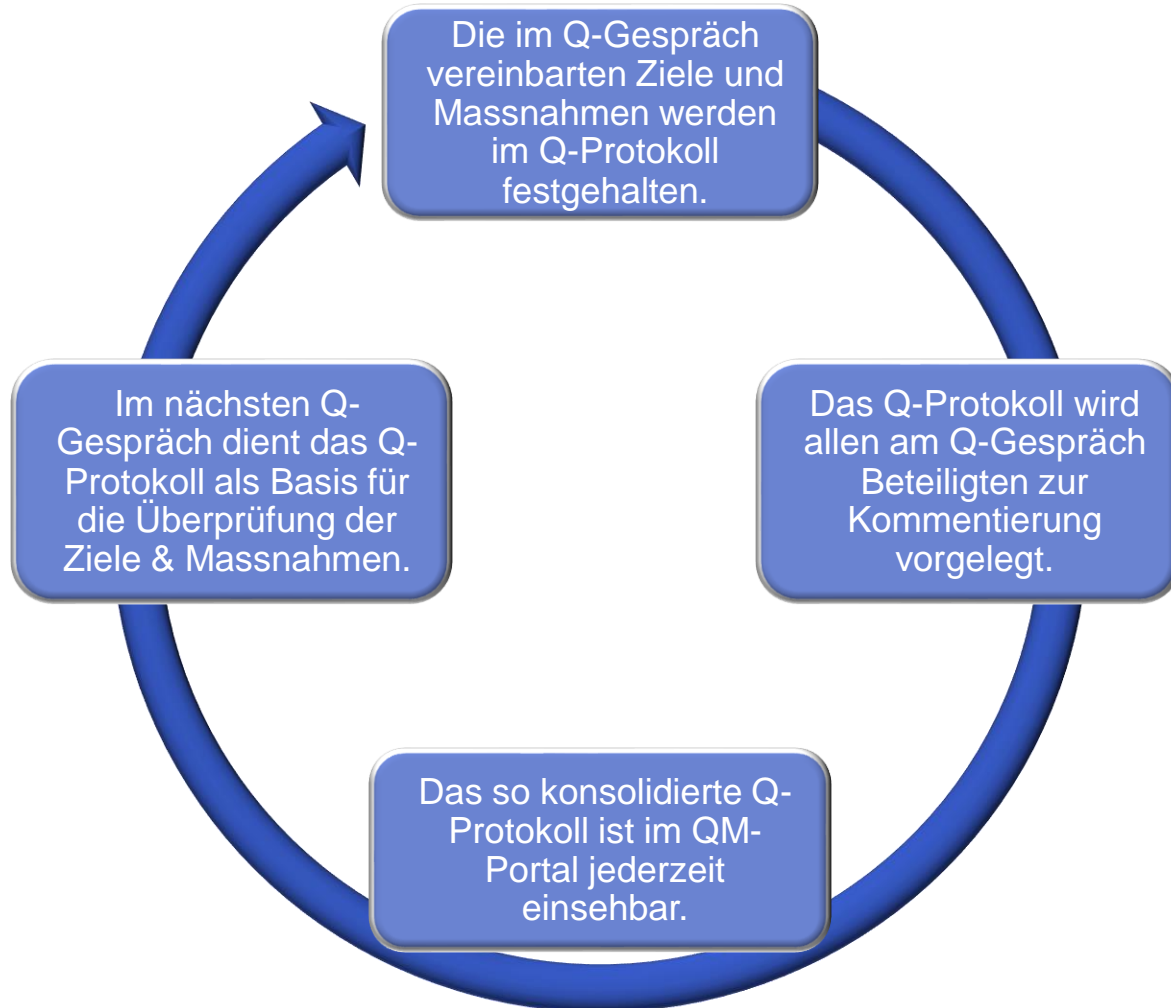 Die im Q-Gespräch
vereinbarten Ziele und
Massnahmen werden
im Q-Protokoll
festgehalten.
Das Q-Protokoll wird
allen am Q-Gespräch
Beteiligten zur
Kommentierung
vorgelegt.
Das so konsolidierte Q-
Protokoll ist im QM-
Portal jederzeit
einsehbar.
Im nächsten Q-
Gespräch dient das Q-
Protokoll als Basis für
die Überprüfung der
Ziele & Massnahmen.